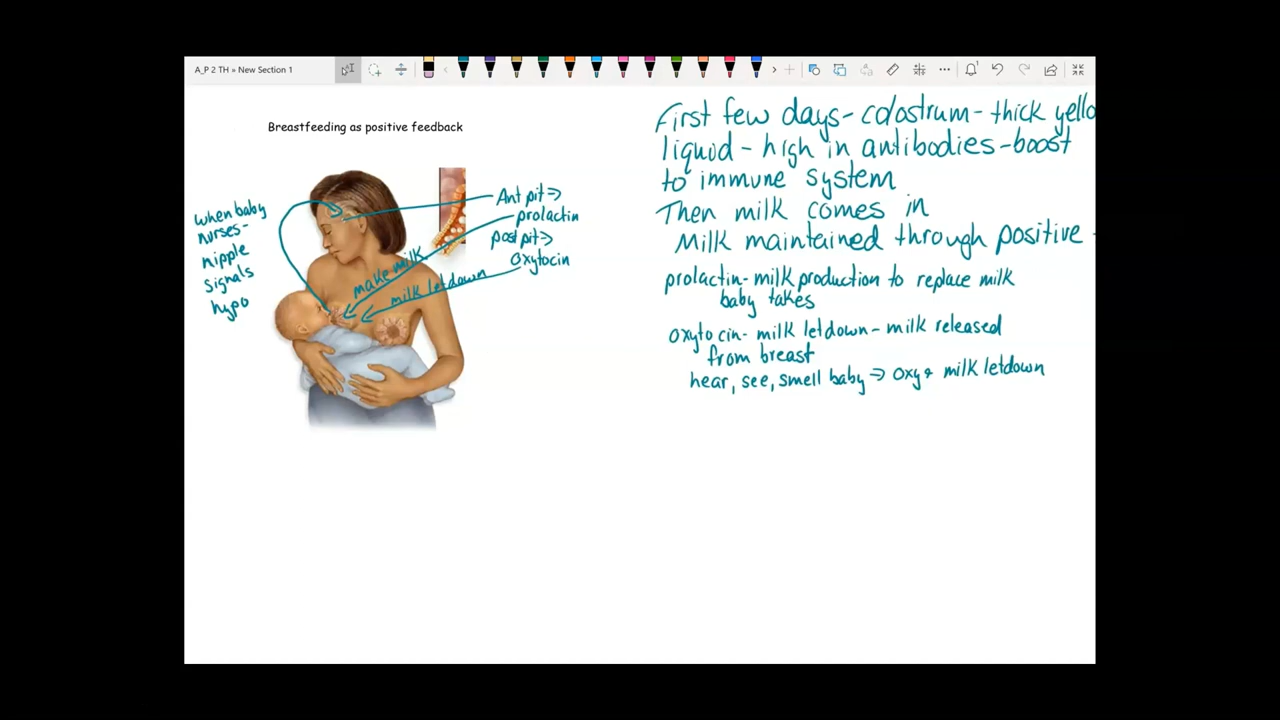 A_P 2 TH » New Section 1
Breastfeeding as positive feedback
when baby
nurses-
nipple
signals
hypo
Ant pit ⇒
prolactin
post pit ⇒
oxytocin
make milk
milk letdown
First few days - colostrum - thick yello
liquid - high in antibodies - boost
to immune system
Then milk comes in
Milk maintained through positive
prolactin - milk production to replace milk
baby takes
oxytocin - milk letdown - milk released
from breast
hear, see, smell baby ⇒ oxy & milk letdown